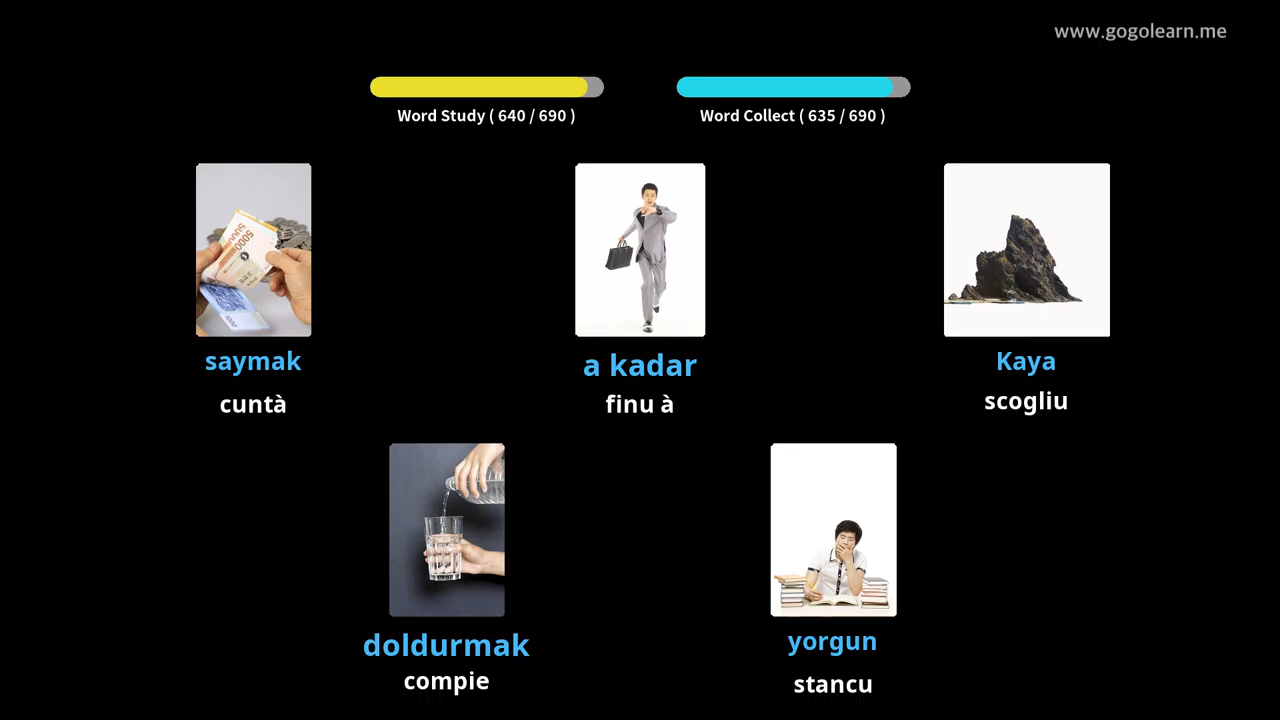 www.gogolearn.me
Word Study ( 640 / 690 )
Word Collect ( 635 / 690 )
saymak
cuntà
a kadar
finu à
Kaya
scogliu
doldurmak
compie
yorgun
stancu